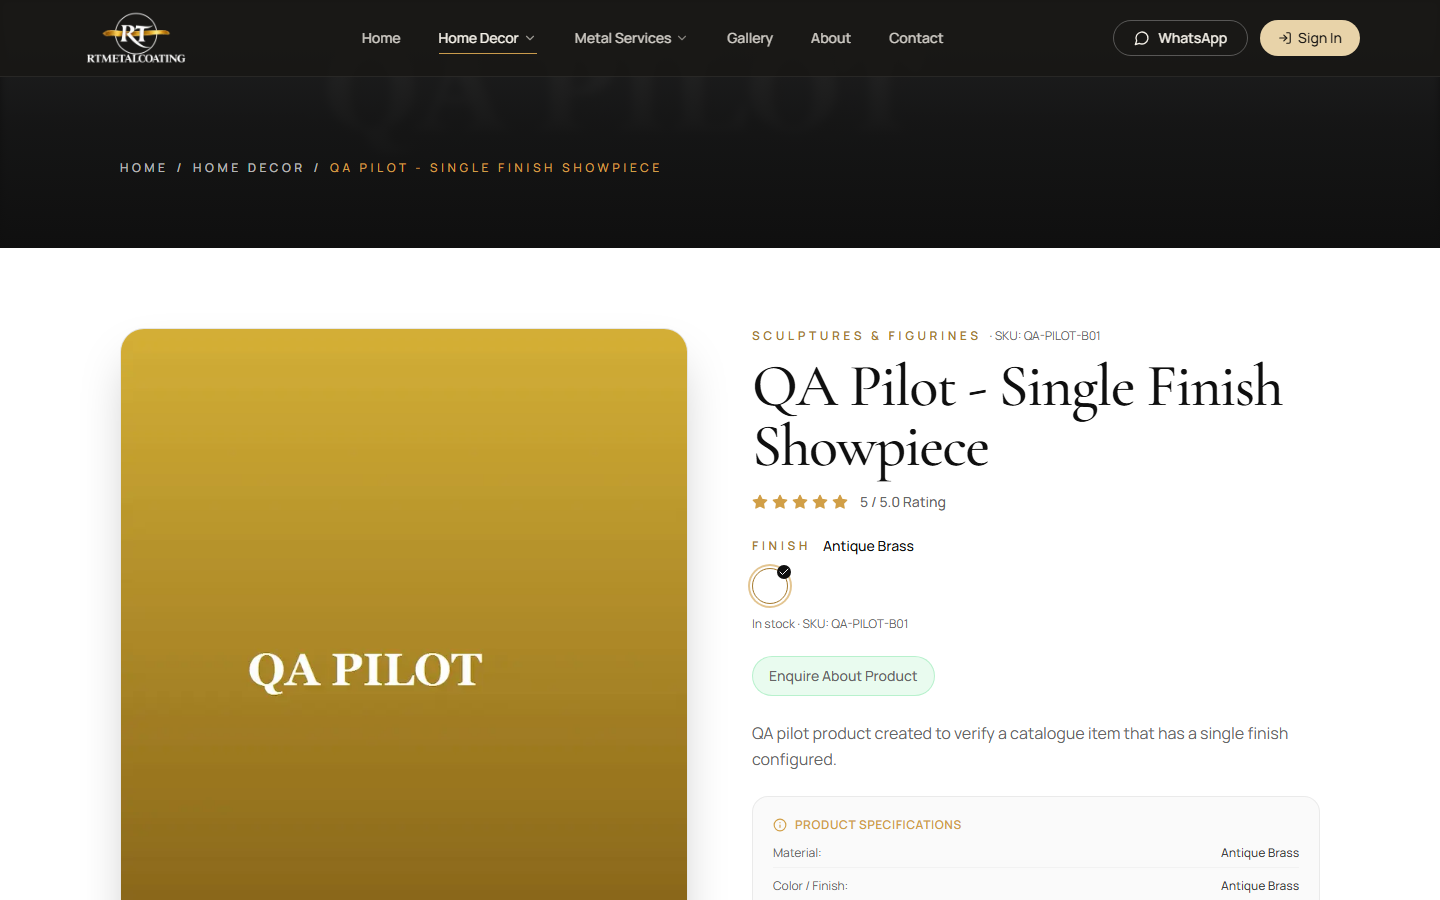 RT
RTMETALCOATING
Home
Home Decor
Metal Services
Gallery
About
Contact
WhatsApp
Sign In
QA PILOT
HOME / HOME DECOR / QA PILOT - SINGLE FINISH SHOWPIECE
QA PILOT
SCULPTURES & FIGURINES · SKU: QA-PILOT-B01
QA Pilot - Single Finish
Showpiece
5 / 5.0 Rating
FINISH Antique Brass
In stock · SKU: QA-PILOT-B01
Enquire About Product
QA pilot product created to verify a catalogue item that has a single finish
configured.
PRODUCT SPECIFICATIONS
Material: Antique Brass
Color / Finish: Antique Brass